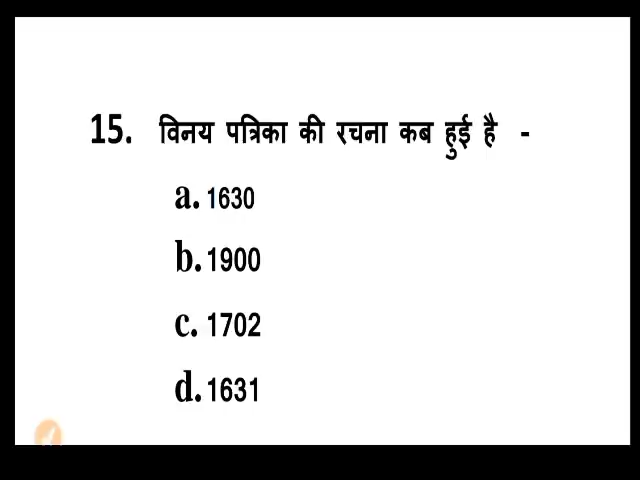 15. विनय पत्रिका की रचना कब हुई है -
a. 1630
b. 1900
c. 1702
d. 1631